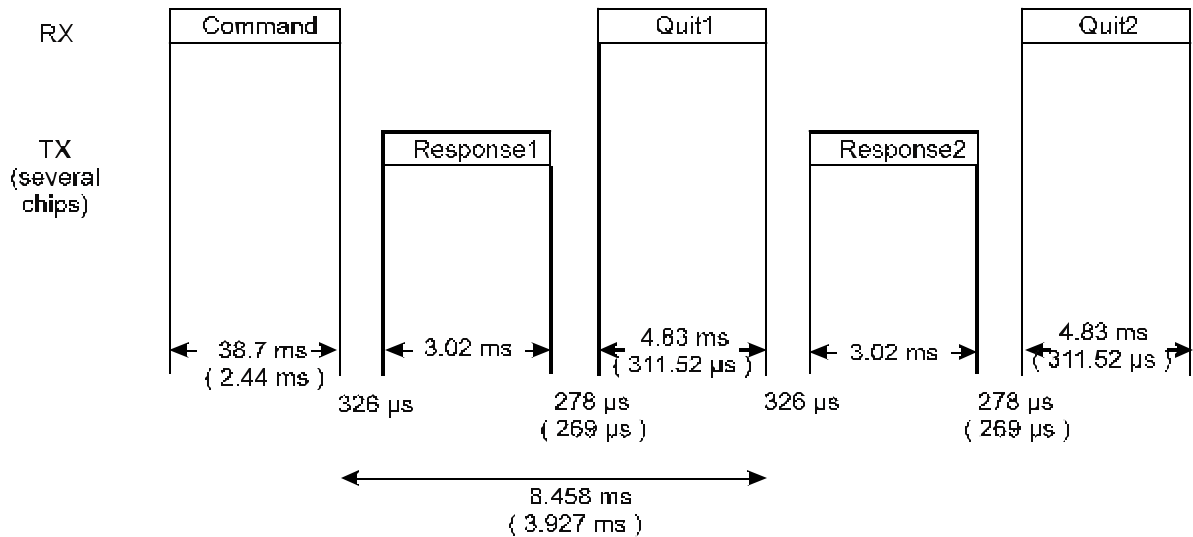 RX
Command
Quit1
Quit2
TX
(several
chips)
Response1
Response2
38.7 ms
( 2.44 ms )
3.02 ms
4.83 ms
( 311.52 µs )
3.02 ms
4.83 ms
( 311.52 µs )
326 µs
278 µs
( 269 µs )
326 µs
278 µs
( 269 µs )
8.458 ms
( 3.927 ms )